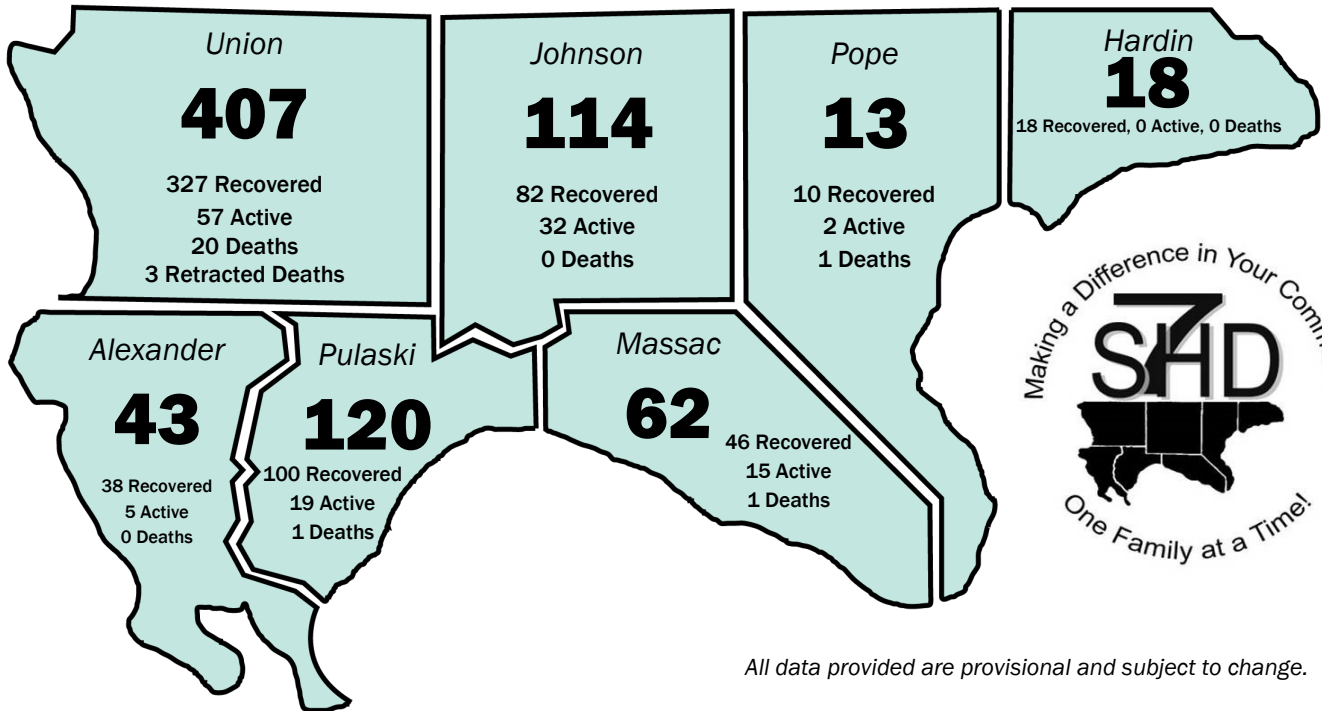 Union
407
327 Recovered
57 Active
20 Deaths
3 Retracted Deaths
Johnson
114
82 Recovered
32 Active
0 Deaths
Pope
13
10 Recovered
2 Active
1 Deaths
Hardin
18
18 Recovered, 0 Active, 0 Deaths
Alexander
43
38 Recovered
5 Active
0 Deaths
Pulaski
120
100 Recovered
19 Active
1 Deaths
Massac
62
46 Recovered
15 Active
1 Deaths
Making a Difference in Your
S7HD
One Family at a Time!
All data provided are provisional and subject to change.